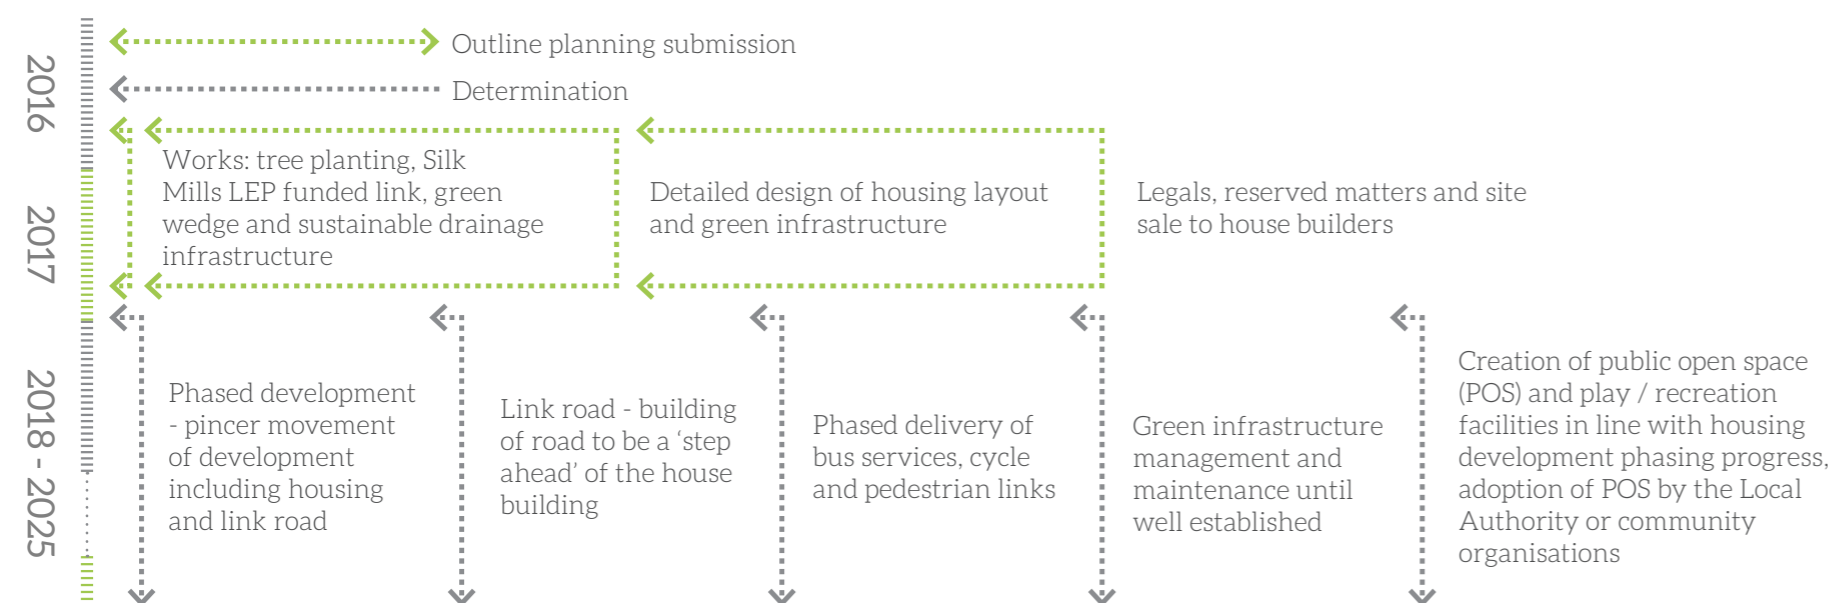 2016
Outline planning submission
Determination
2017
Works: tree planting, Silk
Mills LEP funded link, green
wedge and sustainable drainage
infrastructure
Detailed design of housing layout
and green infrastructure
Legals, reserved matters and site
sale to house builders
2018 - 2025
Phased development
- pincer movement
of development
including housing
and link road
Link road - building
of road to be a ‘step
ahead’ of the house
building
Phased delivery of
bus services, cycle
and pedestrian links
Green infrastructure
management and
maintenance until
well established
Creation of public open space
(POS) and play / recreation
facilities in line with housing
development phasing progress,
adoption of POS by the Local
Authority or community
organisations